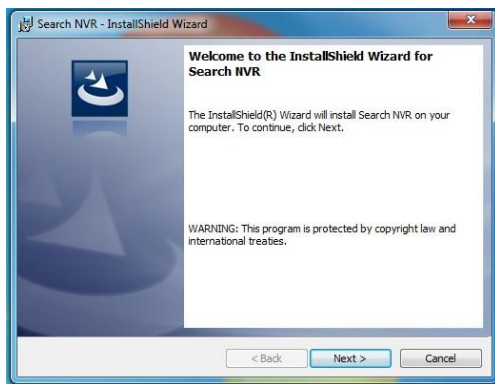 Search NVR - InstallShield Wizard
Welcome to the InstallShield Wizard for
Search NVR
The InstallShield(R) Wizard will install Search NVR on your
computer. To continue, click Next.
WARNING: This program is protected by copyright law and
international treaties.
< Back
Next >
Cancel